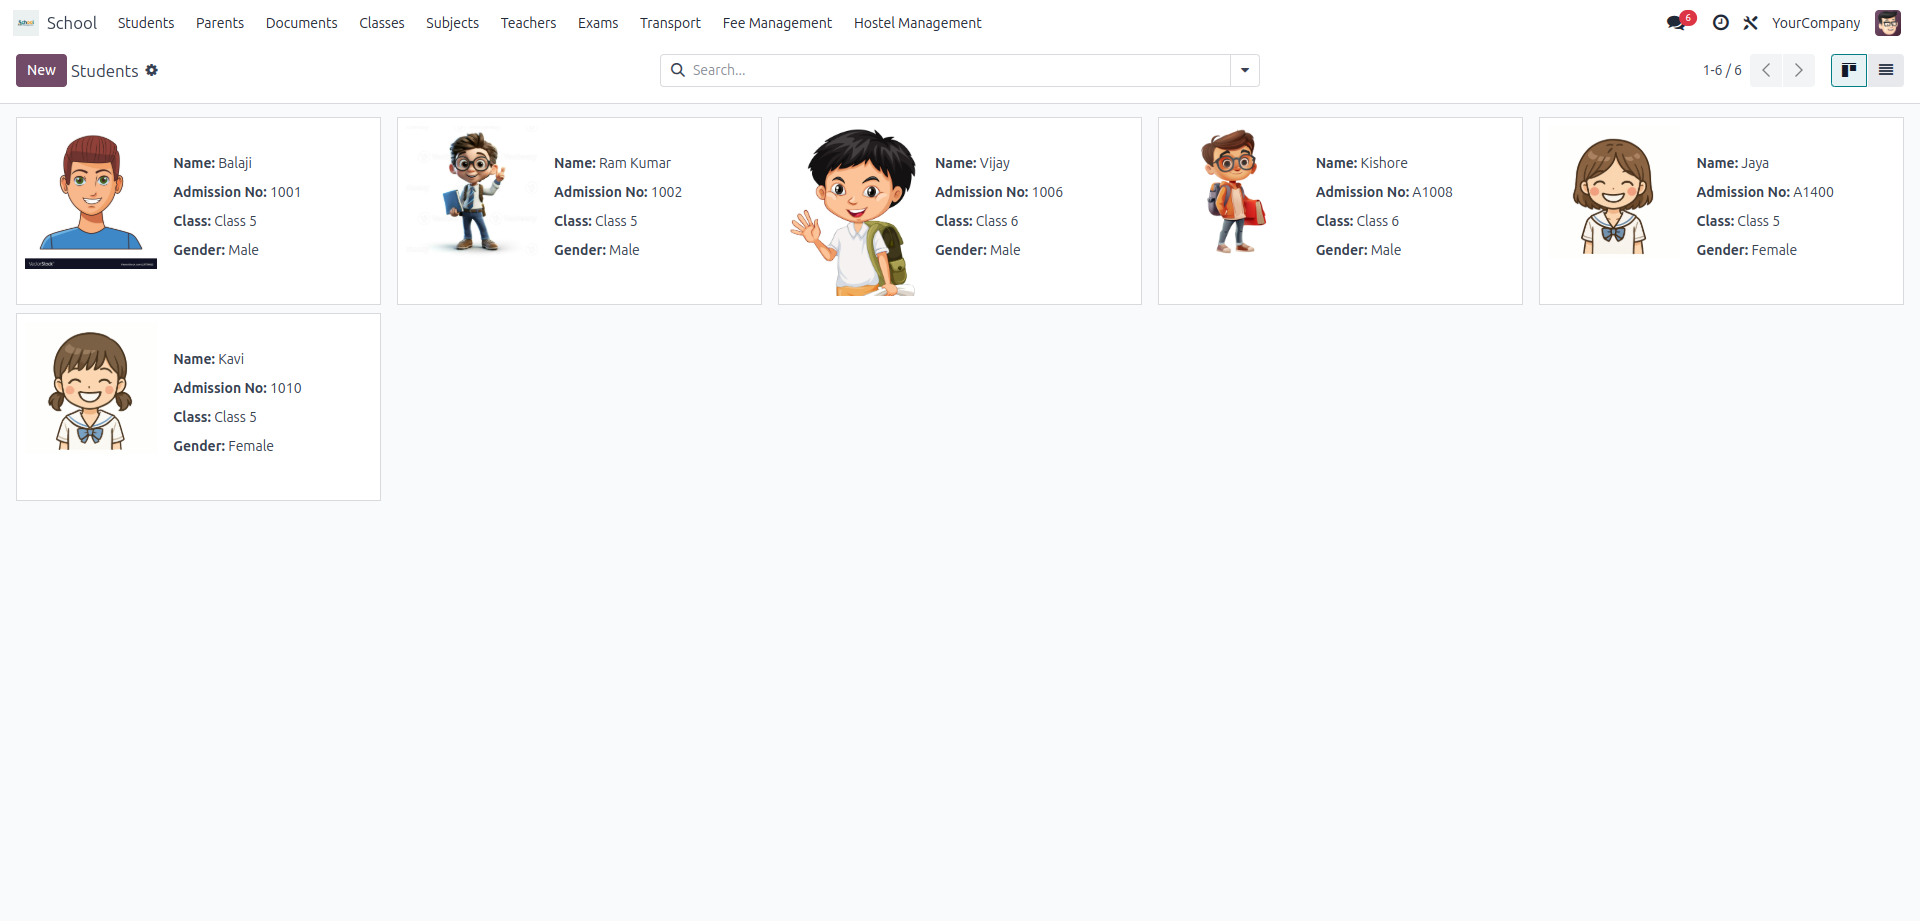 School Students Parents Documents Classes Subjects Teachers Exams Transport Fee Management Hostel Management 6 YourCompany
New Students Search... 1-6 / 6
Name: Balaji
Admission No: 1001
Class: Class 5
Gender: Male
VectorStock
Name: Ram Kumar
Admission No: 1002
Class: Class 5
Gender: Male
Name: Vijay
Admission No: 1006
Class: Class 6
Gender: Male
Name: Kishore
Admission No: A1008
Class: Class 6
Gender: Male
Name: Jaya
Admission No: A1400
Class: Class 5
Gender: Female
Name: Kavi
Admission No: 1010
Class: Class 5
Gender: Female